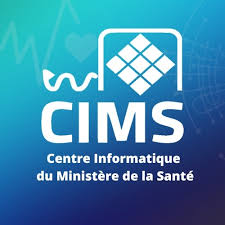 CIMS
Centre Informatique
du Ministère de la Santé